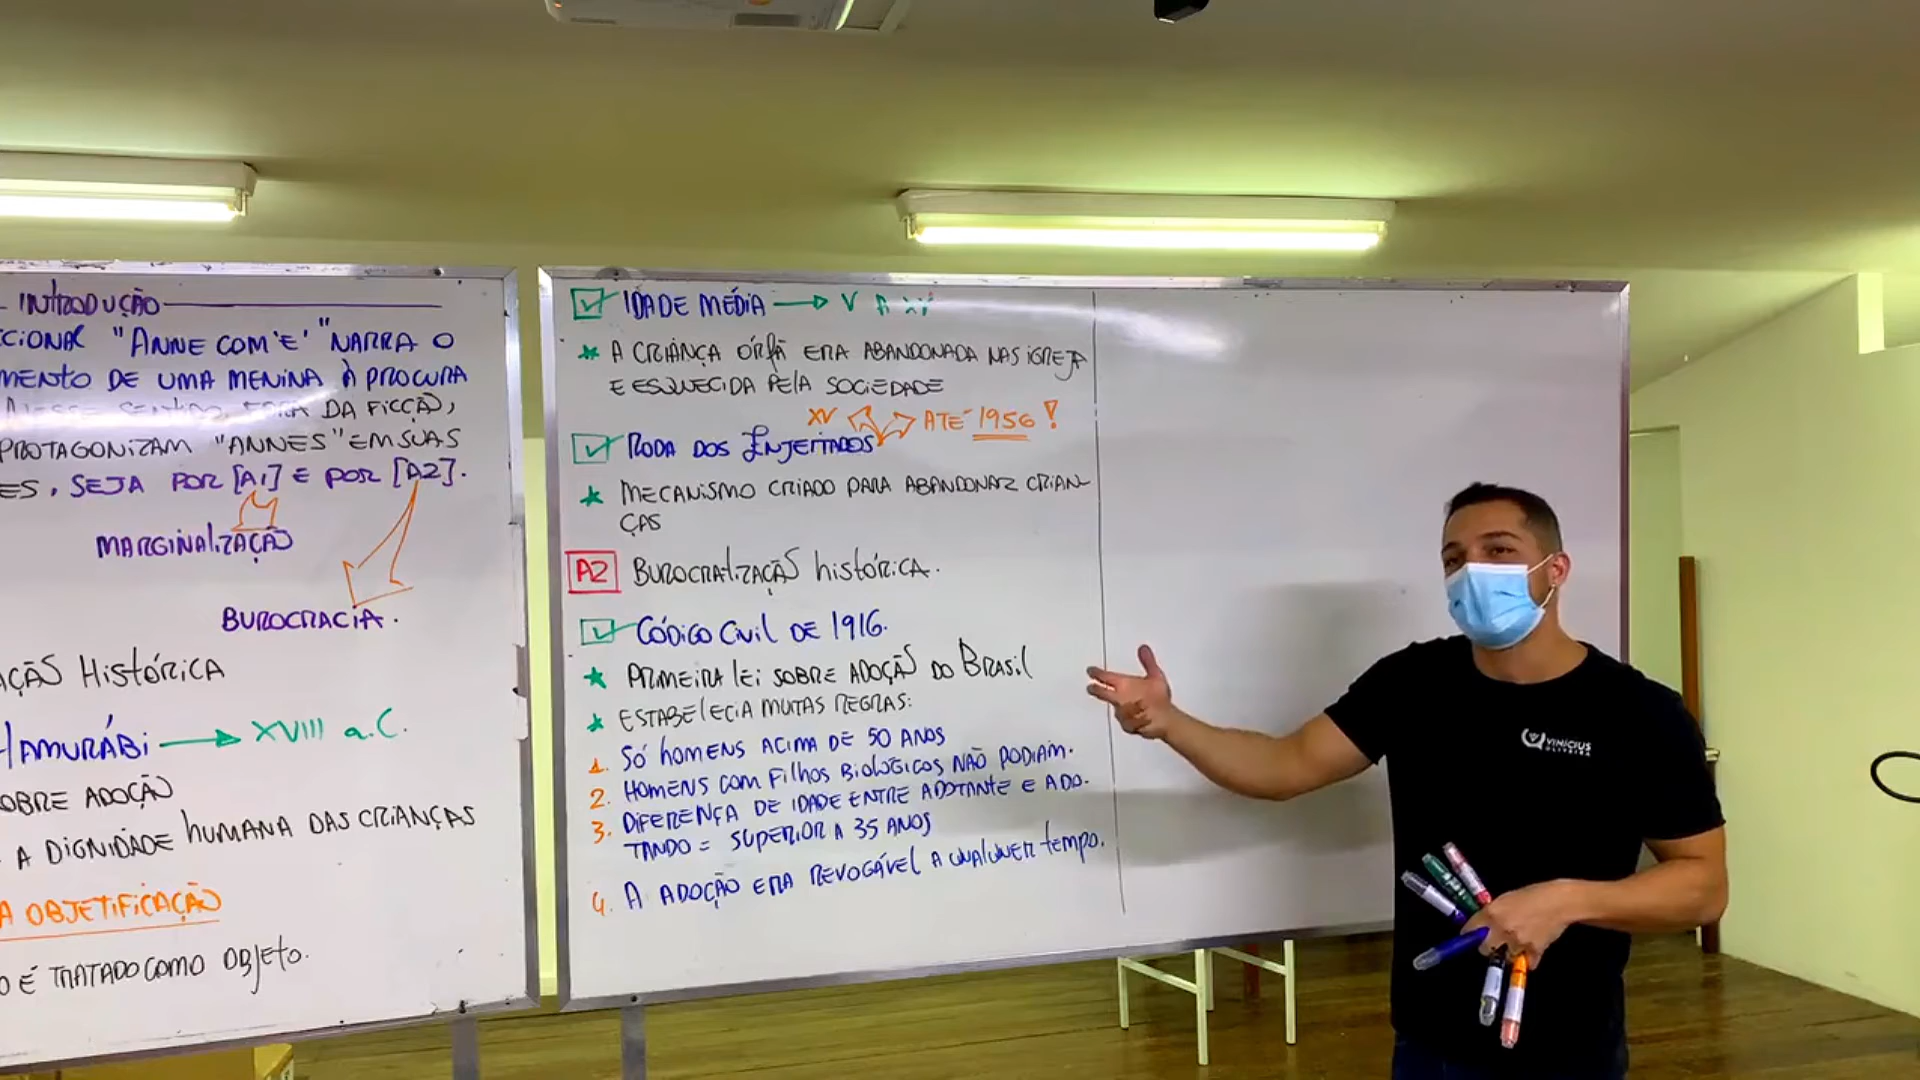 INTRODUÇÃO
CIONAL "ANNE COM 'E'" NARRA O
MENTO DE UMA MENINA À PROCURA
DA FICÇÃO,
PROTAGONIZAM "ANNES" EM SUAS
ES, SEJA POR [A1] E POR [A2].
MARGINALIZAÇÃO
BUROCRACIA.
AÇÃO HISTÓRICA
HAMURÁBI → XVIII a.C.
OBRE ADOÇÃO
A DIGNIDADE HUMANA DAS CRIANÇAS
A OBJETIFICAÇÃO
O É TRATADO COMO OBJETO.
IDADE MÉDIA → V A XV
* A CRIANÇA ÓRFÃ ERA ABANDONADA NAS IGREJA
E ESQUECIDA PELA SOCIEDADE
XV ATÉ 1956!
RODA DOS ENJEITADOS
* MECANISMO CRIADO PARA ABANDONAR CRIAN-
ÇAS
A2 BUROCRATIZAÇÃO HISTÓRICA.
CÓDIGO CIVIL DE 1916.
* PRIMEIRA LEI SOBRE ADOÇÃO DO BRASIL
* ESTABELECIA MUITAS REGRAS:
1. SÓ HOMENS ACIMA DE 50 ANOS
2. HOMENS COM FILHOS BIOLÓGICOS NÃO PODIAM.
3. DIFERENÇA DE IDADE ENTRE ADOTANTE E ADO-
TANDO = SUPERIOR A 35 ANOS
4. A ADOÇÃO ERA REVOGÁVEL A QUALQUER TEMPO.
VINICIUS
OLIVEIRA